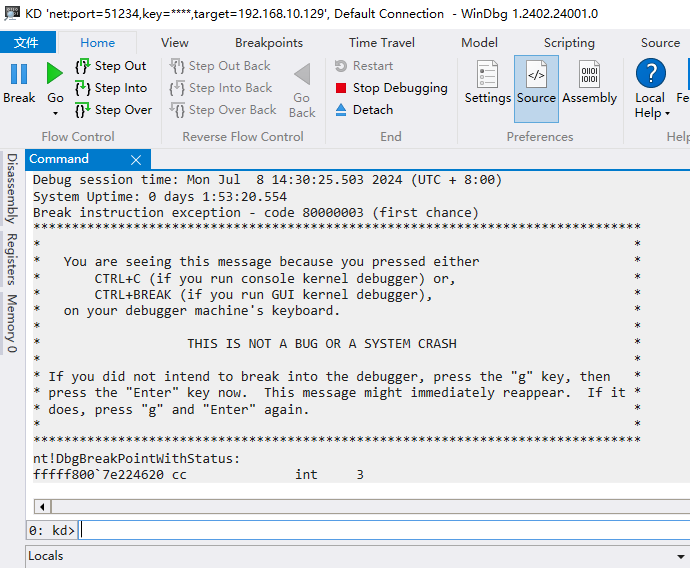 KD 'net:port=51234,key=****,target=192.168.10.129', Default Connection - WinDbg 1.2402.24001.0
文件 Home View Breakpoints Time Travel Model Scripting Source
Break
Go
Step Out
Step Into
Step Over
Flow Control
Step Out Back
Step Into Back
Step Over Back
Go Back
Reverse Flow Control
Restart
Stop Debugging
Detach
End
Settings
Source
Assembly
Preferences
Local Help
Fe
Help
Disassembly
Registers
Memory 0
Command
Debug session time: Mon Jul  8 14:30:25.503 2024 (UTC + 8:00)
System Uptime: 0 days 1:53:20.554
Break instruction exception - code 80000003 (first chance)
*******************************************************************************
*                                                                             *
*   You are seeing this message because you pressed either                    *
*       CTRL+C (if you run console kernel debugger) or,                       *
*       CTRL+BREAK (if you run GUI kernel debugger),                          *
*   on your debugger machine's keyboard.                                      *
*                                                                             *
*                   THIS IS NOT A BUG OR A SYSTEM CRASH                       *
*                                                                             *
* If you did not intend to break into the debugger, press the "g" key, then   *
* press the "Enter" key now.  This message might immediately reappear.  If it *
* does, press "g" and "Enter" again.                                          *
*                                                                             *
*******************************************************************************
nt!DbgBreakPointWithStatus:
fffff800`7e224620 cc              int     3
0: kd>
Locals